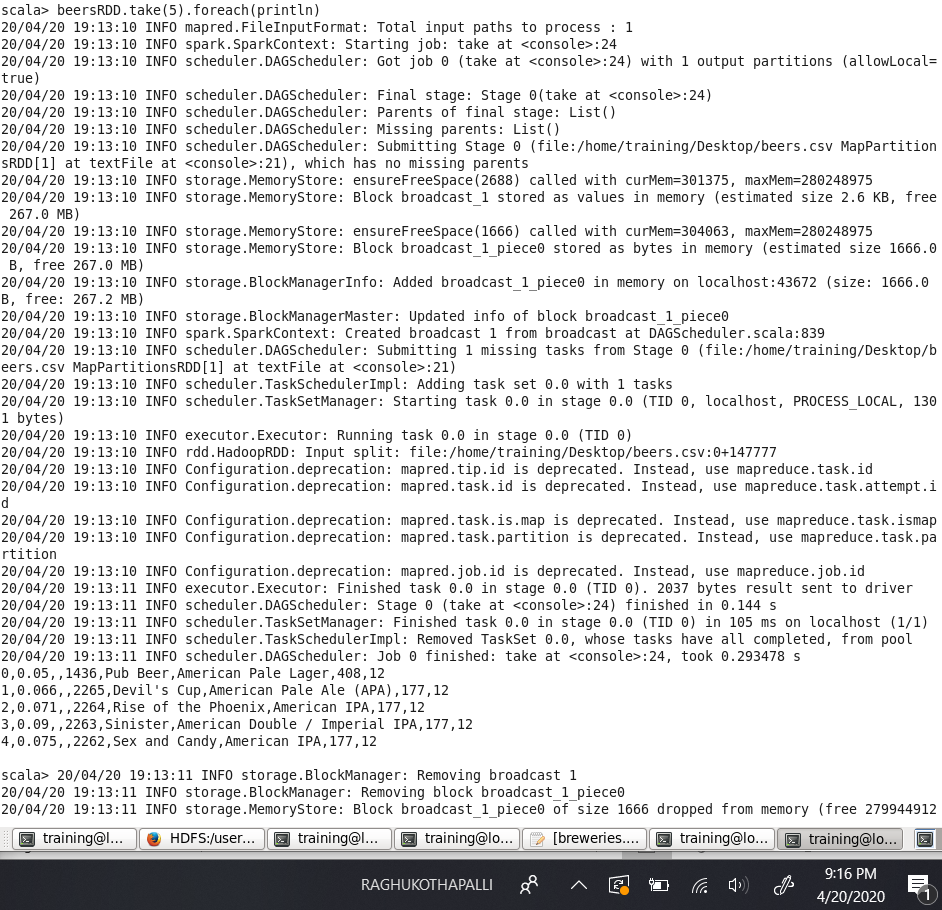 scala> beersRDD.take(5).foreach(println)
20/04/20 19:13:10 INFO mapred.FileInputFormat: Total input paths to process : 1
20/04/20 19:13:10 INFO spark.SparkContext: Starting job: take at <console>:24
20/04/20 19:13:10 INFO scheduler.DAGScheduler: Got job 0 (take at <console>:24) with 1 output partitions (allowLocal=
true)
20/04/20 19:13:10 INFO scheduler.DAGScheduler: Final stage: Stage 0(take at <console>:24)
20/04/20 19:13:10 INFO scheduler.DAGScheduler: Parents of final stage: List()
20/04/20 19:13:10 INFO scheduler.DAGScheduler: Missing parents: List()
20/04/20 19:13:10 INFO scheduler.DAGScheduler: Submitting Stage 0 (file:/home/training/Desktop/beers.csv MapPartition
sRDD[1] at textFile at <console>:21), which has no missing parents
20/04/20 19:13:10 INFO storage.MemoryStore: ensureFreeSpace(2688) called with curMem=301375, maxMem=280248975
20/04/20 19:13:10 INFO storage.MemoryStore: Block broadcast_1 stored as values in memory (estimated size 2.6 KB, free
 267.0 MB)
20/04/20 19:13:10 INFO storage.MemoryStore: ensureFreeSpace(1666) called with curMem=304063, maxMem=280248975
20/04/20 19:13:10 INFO storage.MemoryStore: Block broadcast_1_piece0 stored as bytes in memory (estimated size 1666.0
 B, free 267.0 MB)
20/04/20 19:13:10 INFO storage.BlockManagerInfo: Added broadcast_1_piece0 in memory on localhost:43672 (size: 1666.0
B, free: 267.2 MB)
20/04/20 19:13:10 INFO storage.BlockManagerMaster: Updated info of block broadcast_1_piece0
20/04/20 19:13:10 INFO spark.SparkContext: Created broadcast 1 from broadcast at DAGScheduler.scala:839
20/04/20 19:13:10 INFO scheduler.DAGScheduler: Submitting 1 missing tasks from Stage 0 (file:/home/training/Desktop/b
eers.csv MapPartitionsRDD[1] at textFile at <console>:21)
20/04/20 19:13:10 INFO scheduler.TaskSchedulerImpl: Adding task set 0.0 with 1 tasks
20/04/20 19:13:10 INFO scheduler.TaskSetManager: Starting task 0.0 in stage 0.0 (TID 0, localhost, PROCESS_LOCAL, 130
1 bytes)
20/04/20 19:13:10 INFO executor.Executor: Running task 0.0 in stage 0.0 (TID 0)
20/04/20 19:13:10 INFO rdd.HadoopRDD: Input split: file:/home/training/Desktop/beers.csv:0+147777
20/04/20 19:13:10 INFO Configuration.deprecation: mapred.tip.id is deprecated. Instead, use mapreduce.task.id
20/04/20 19:13:10 INFO Configuration.deprecation: mapred.task.id is deprecated. Instead, use mapreduce.task.attempt.i
d
20/04/20 19:13:10 INFO Configuration.deprecation: mapred.task.is.map is deprecated. Instead, use mapreduce.task.ismap
20/04/20 19:13:10 INFO Configuration.deprecation: mapred.task.partition is deprecated. Instead, use mapreduce.task.pa
rtition
20/04/20 19:13:10 INFO Configuration.deprecation: mapred.job.id is deprecated. Instead, use mapreduce.job.id
20/04/20 19:13:11 INFO executor.Executor: Finished task 0.0 in stage 0.0 (TID 0). 2037 bytes result sent to driver
20/04/20 19:13:11 INFO scheduler.DAGScheduler: Stage 0 (take at <console>:24) finished in 0.144 s
20/04/20 19:13:11 INFO scheduler.TaskSetManager: Finished task 0.0 in stage 0.0 (TID 0) in 105 ms on localhost (1/1)
20/04/20 19:13:11 INFO scheduler.TaskSchedulerImpl: Removed TaskSet 0.0, whose tasks have all completed, from pool
20/04/20 19:13:11 INFO scheduler.DAGScheduler: Job 0 finished: take at <console>:24, took 0.293478 s
0,0.05,,1436,Pub Beer,American Pale Lager,408,12
1,0.066,,2265,Devil's Cup,American Pale Ale (APA),177,12
2,0.071,,2264,Rise of the Phoenix,American IPA,177,12
3,0.09,,2263,Sinister,American Double / Imperial IPA,177,12
4,0.075,,2262,Sex and Candy,American IPA,177,12
scala> 20/04/20 19:13:11 INFO storage.BlockManager: Removing broadcast 1
20/04/20 19:13:11 INFO storage.BlockManager: Removing block broadcast_1_piece0
20/04/20 19:13:11 INFO storage.MemoryStore: Block broadcast_1_piece0 of size 1666 dropped from memory (free 279944912
training@l... HDFS:/user... training@l... training@lo... [breweries.... training@lo... training@lo...
RAGHUKOTHAPALLI
9:16 PM
4/20/2020
1